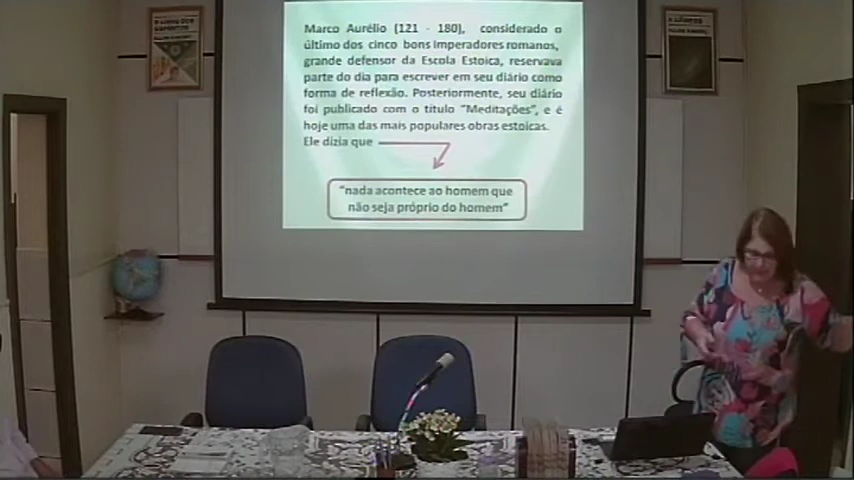 Marco Aurélio (121 - 180), considerado o
último dos cinco bons imperadores romanos,
grande defensor da Escola Estoica, reservava
parte do dia para escrever em seu diário como
forma de reflexão. Posteriormente, seu diário
foi publicado com o título "Meditações", e é
hoje uma das mais populares obras estoicas.
Ele dizia que
"nada acontece ao homem que
não seja próprio do homem"